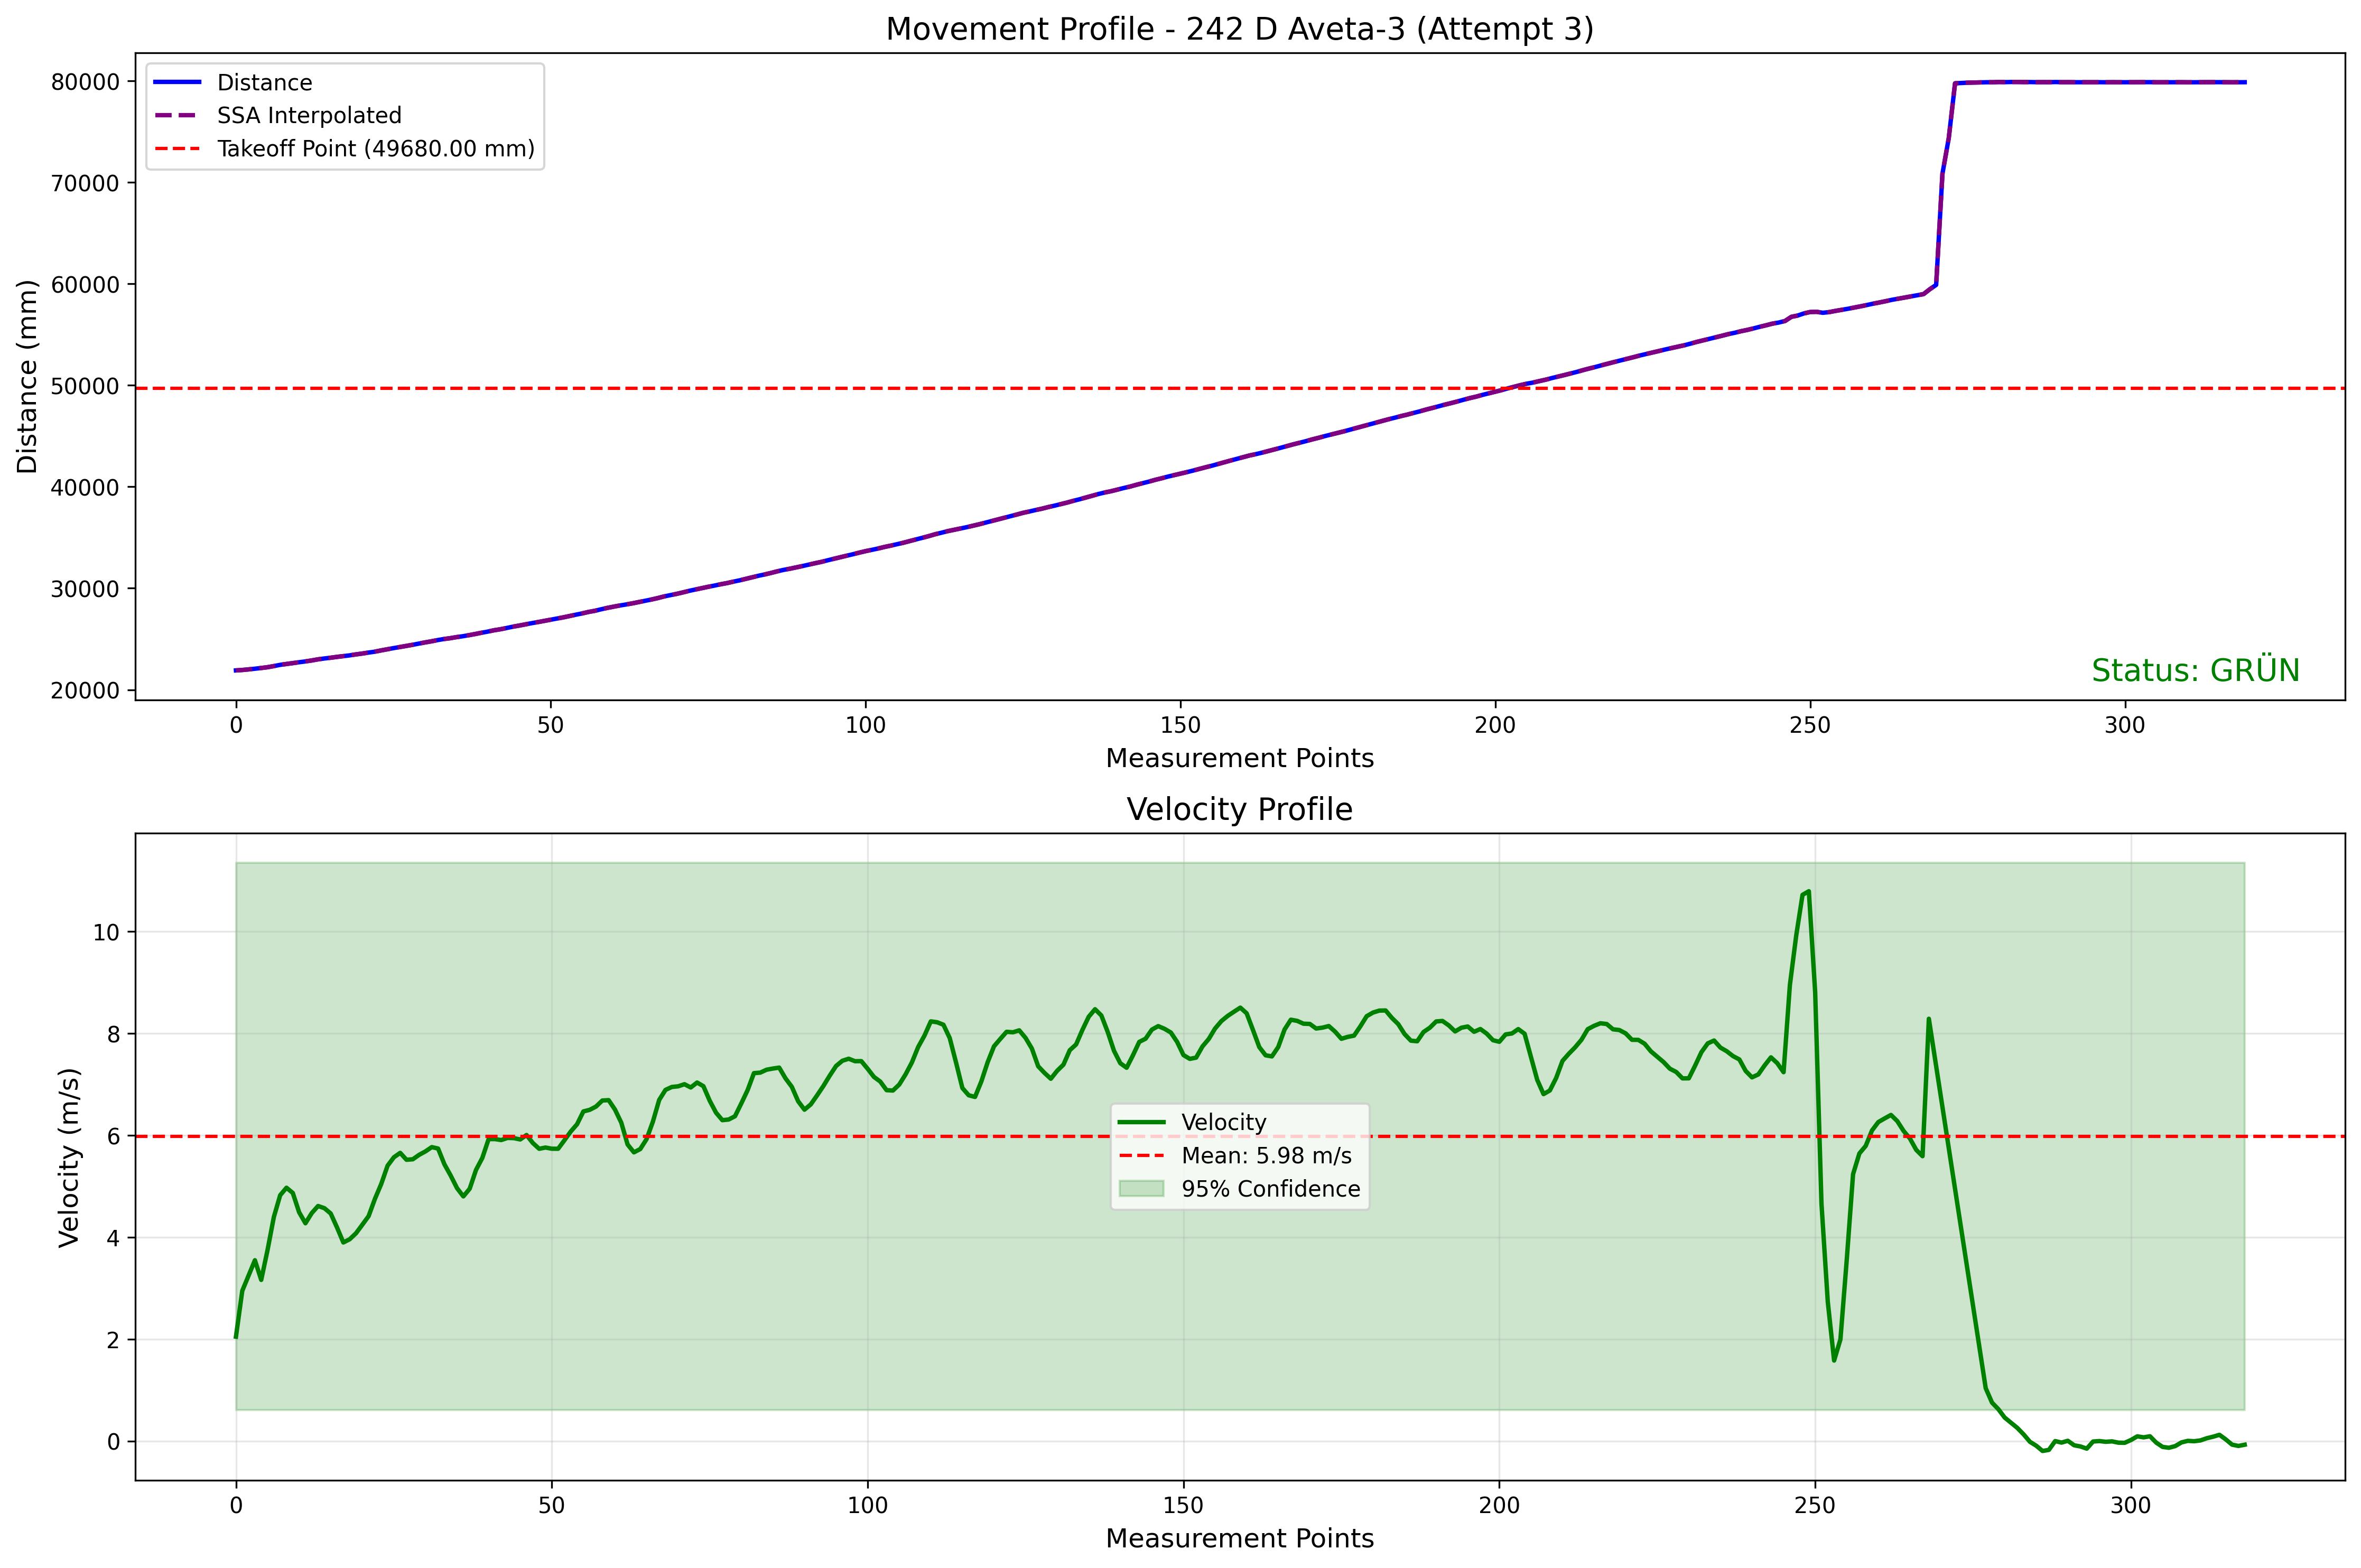 Movement Profile - 242 D Aveta-3 (Attempt 3)
Distance
SSA Interpolated
Takeoff Point (49680.00 mm)
Distance (mm)
80000
70000
60000
50000
40000
30000
20000
Status: GRÜN
0 50 100 150 200 250 300
Measurement Points
Velocity Profile
Velocity (m/s)
10
8
6
4
2
0
Velocity
Mean: 5.98 m/s
95% Confidence
0 50 100 150 200 250 300
Measurement Points